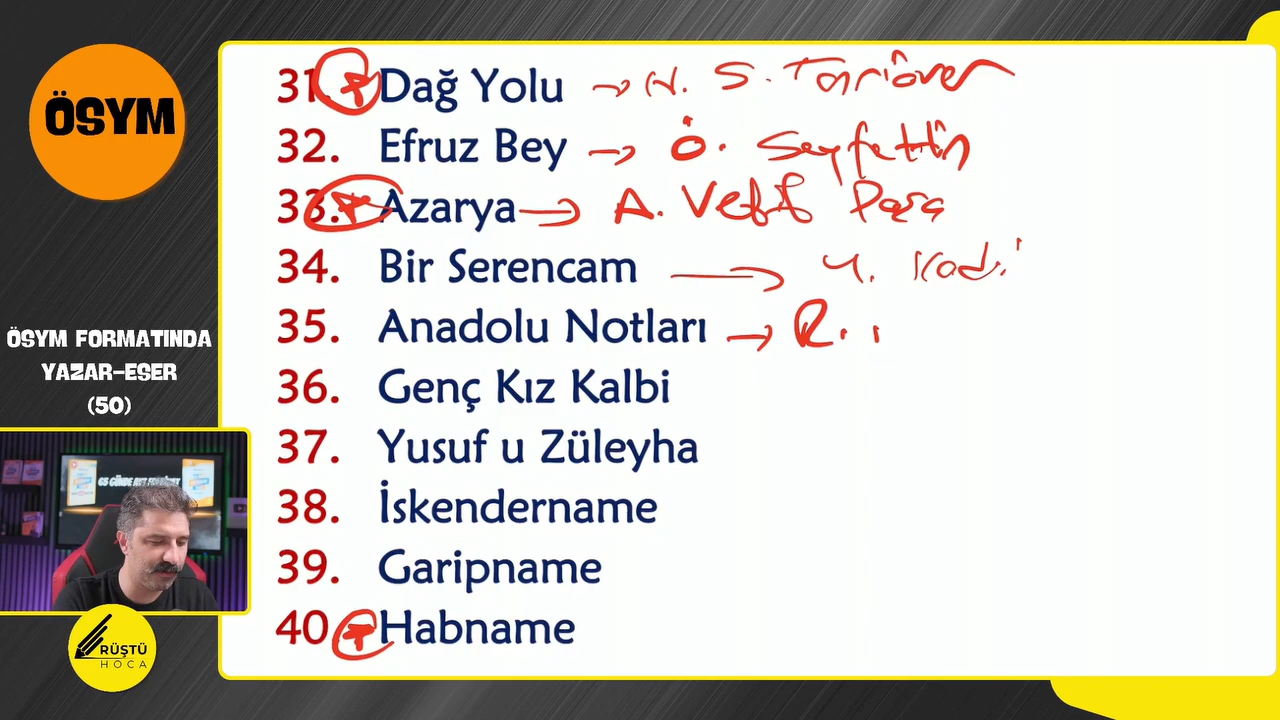 ÖSYM
ÖSYM FORMATINDA
YAZAR-ESER
(50)
31. Dağ Yolu → H. S. Tanrıöver
32. Efruz Bey → Ö. Seyfettin
33. Azarya → A. Vefik Paşa
34. Bir Serencam → Y. Kadri
35. Anadolu Notları → R.
36. Genç Kız Kalbi
37. Yusuf u Züleyha
38. İskendername
39. Garipname
40 Habname
RÜŞTÜ
HOCA